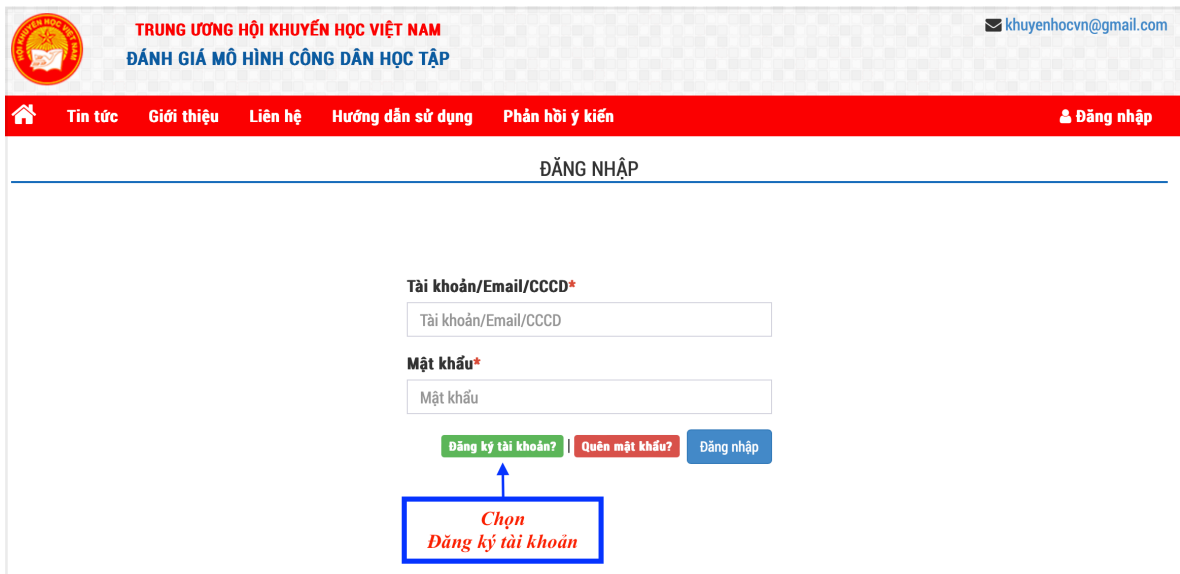 TRUNG ƯƠNG HỘI KHUYẾN HỌC VIỆT NAM
ĐÁNH GIÁ MÔ HÌNH CÔNG DÂN HỌC TẬP
khuyenhocvn@gmail.com
Tin tức Giới thiệu Liên hệ Hướng dẫn sử dụng Phản hồi ý kiến Đăng nhập
ĐĂNG NHẬP
Tài khoản/Email/CCCD*
Tài khoản/Email/CCCD
Mật khẩu*
Mật khẩu
Đăng ký tài khoản? | Quên mật khẩu? Đăng nhập
Chọn
Đăng ký tài khoản